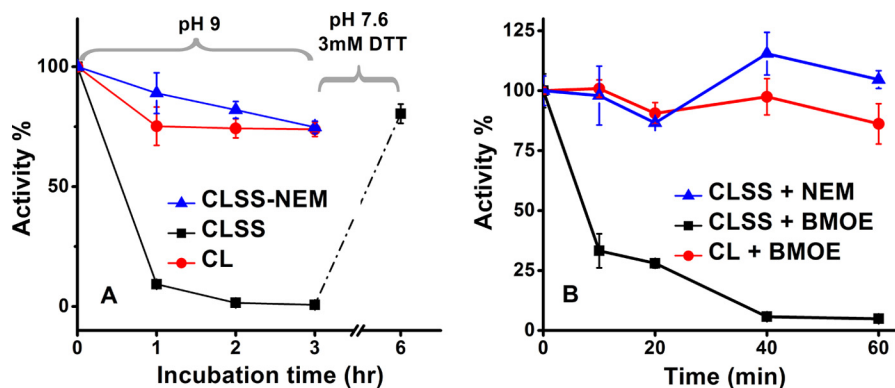 pH 9
pH 7.6
3mM DTT
Activity %
100
50
0
CLSS-NEM
CLSS
CL
A
0
1
2
3
6
Incubation time (hr)
Activity %
125
100
75
50
25
0
CLSS + NEM
CLSS + BMOE
CL + BMOE
B
0
20
40
60
Time (min)